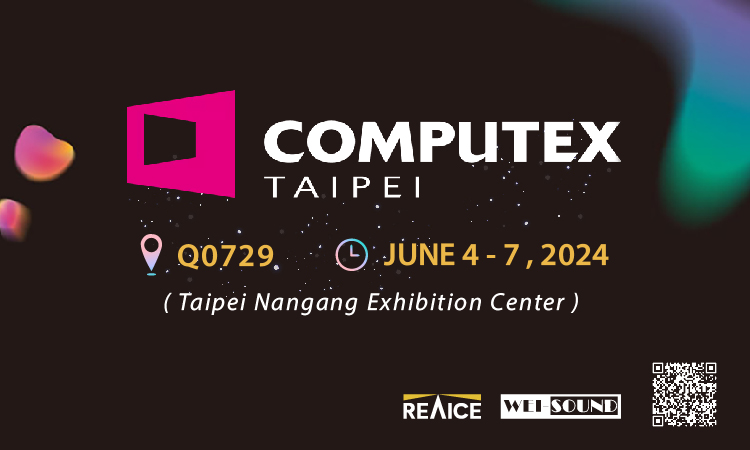 COMPUTEX
TAIPEI
Q0729
JUNE 4 - 7 , 2024
( Taipei Nangang Exhibition Center )
REAICE
WEI-SOUND